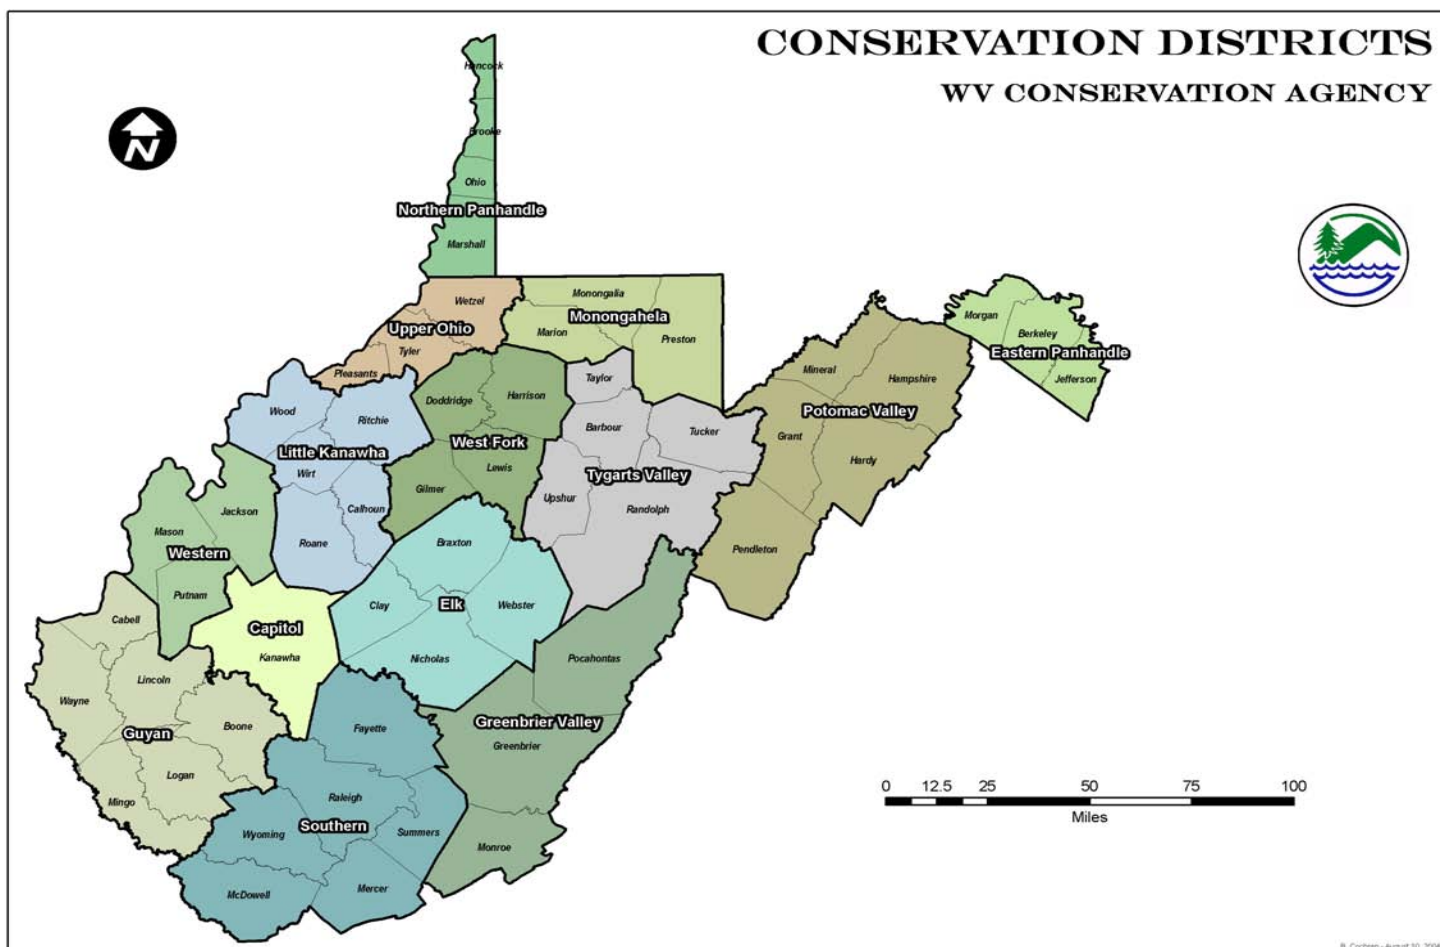 CONSERVATION DISTRICTS
WV CONSERVATION AGENCY
N
Hancock
Brooke
Ohio
Northern Panhandle
Marshall
Wetzel
Upper Ohio
Tyler
Pleasants
Monongalia
Monongahela
Marion
Preston
Morgan
Berkeley
Eastern Panhandle
Jefferson
Mineral
Hampshire
Potomac Valley
Grant
Hardy
Pendleton
Taylor
Barbour
Tucker
Tygarts Valley
Upshur
Randolph
Doddridge
Harrison
West Fork
Lewis
Gilmer
Wood
Ritchie
Little Kanawha
Wirt
Calhoun
Roane
Jackson
Mason
Western
Putnam
Capitol
Kanawha
Braxton
Clay
Elk
Webster
Nicholas
Pocahontas
Greenbrier Valley
Greenbrier
Monroe
Cabell
Lincoln
Wayne
Guyan
Boone
Logan
Mingo
Fayette
Raleigh
Southern
Wyoming
Summers
McDowell
Mercer
0 12.5 25 50 75 100
Miles